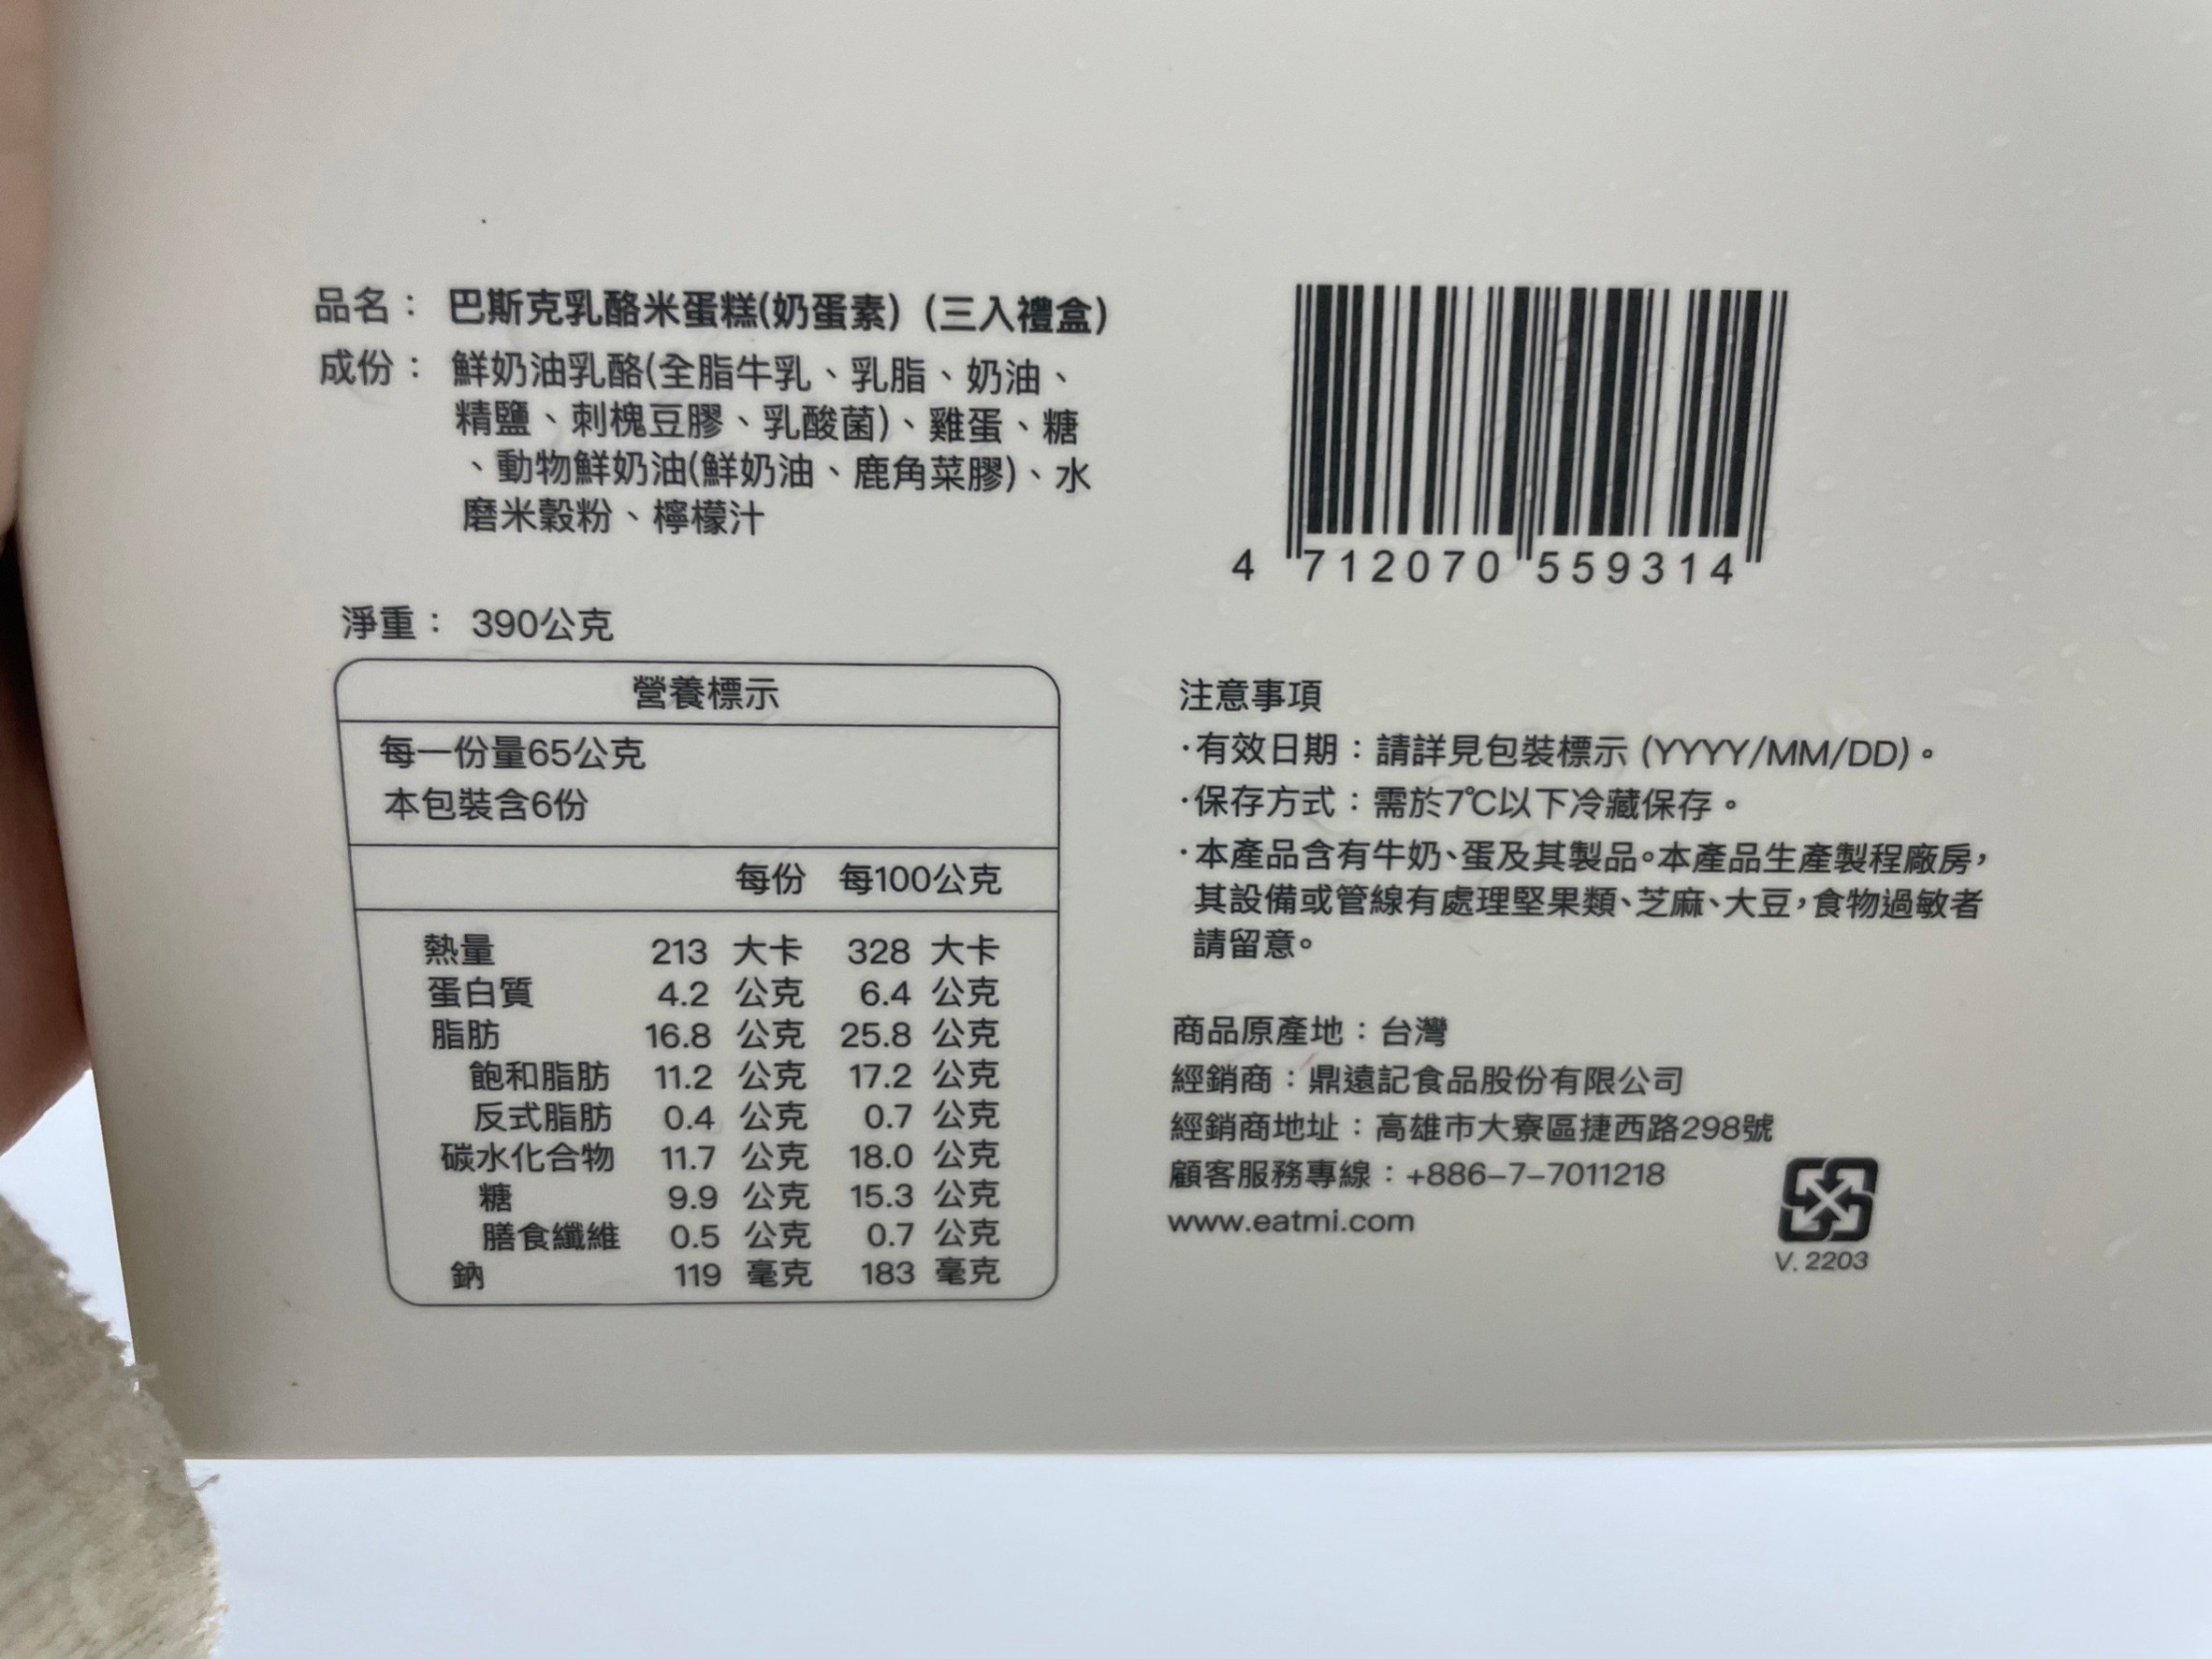 品名： 巴斯克乳酪米蛋糕(奶蛋素) (三入禮盒)
成份： 鮮奶油乳酪(全脂牛乳、乳脂、奶油、
精鹽、刺槐豆膠、乳酸菌)、雞蛋、糖
、動物鮮奶油(鮮奶油、鹿角菜膠)、水
磨米穀粉、檸檬汁
淨重： 390公克
營養標示
每一份量65公克
本包裝含6份
每份 每100公克
熱量 213 大卡 328 大卡
蛋白質 4.2 公克 6.4 公克
脂肪 16.8 公克 25.8 公克
飽和脂肪 11.2 公克 17.2 公克
反式脂肪 0.4 公克 0.7 公克
碳水化合物 11.7 公克 18.0 公克
糖 9.9 公克 15.3 公克
膳食纖維 0.5 公克 0.7 公克
鈉 119 毫克 183 毫克
4 712070 559314
注意事項
·有效日期：請詳見包裝標示 (YYYY/MM/DD)。
·保存方式：需於7℃以下冷藏保存。
·本產品含有牛奶、蛋及其製品。本產品生產製程廠房，
其設備或管線有處理堅果類、芝麻、大豆，食物過敏者
請留意。
商品原產地：台灣
經銷商：鼎遠記食品股份有限公司
經銷商地址：高雄市大寮區捷西路298號
顧客服務專線：+886-7-7011218
www.eatmi.com
V. 2203